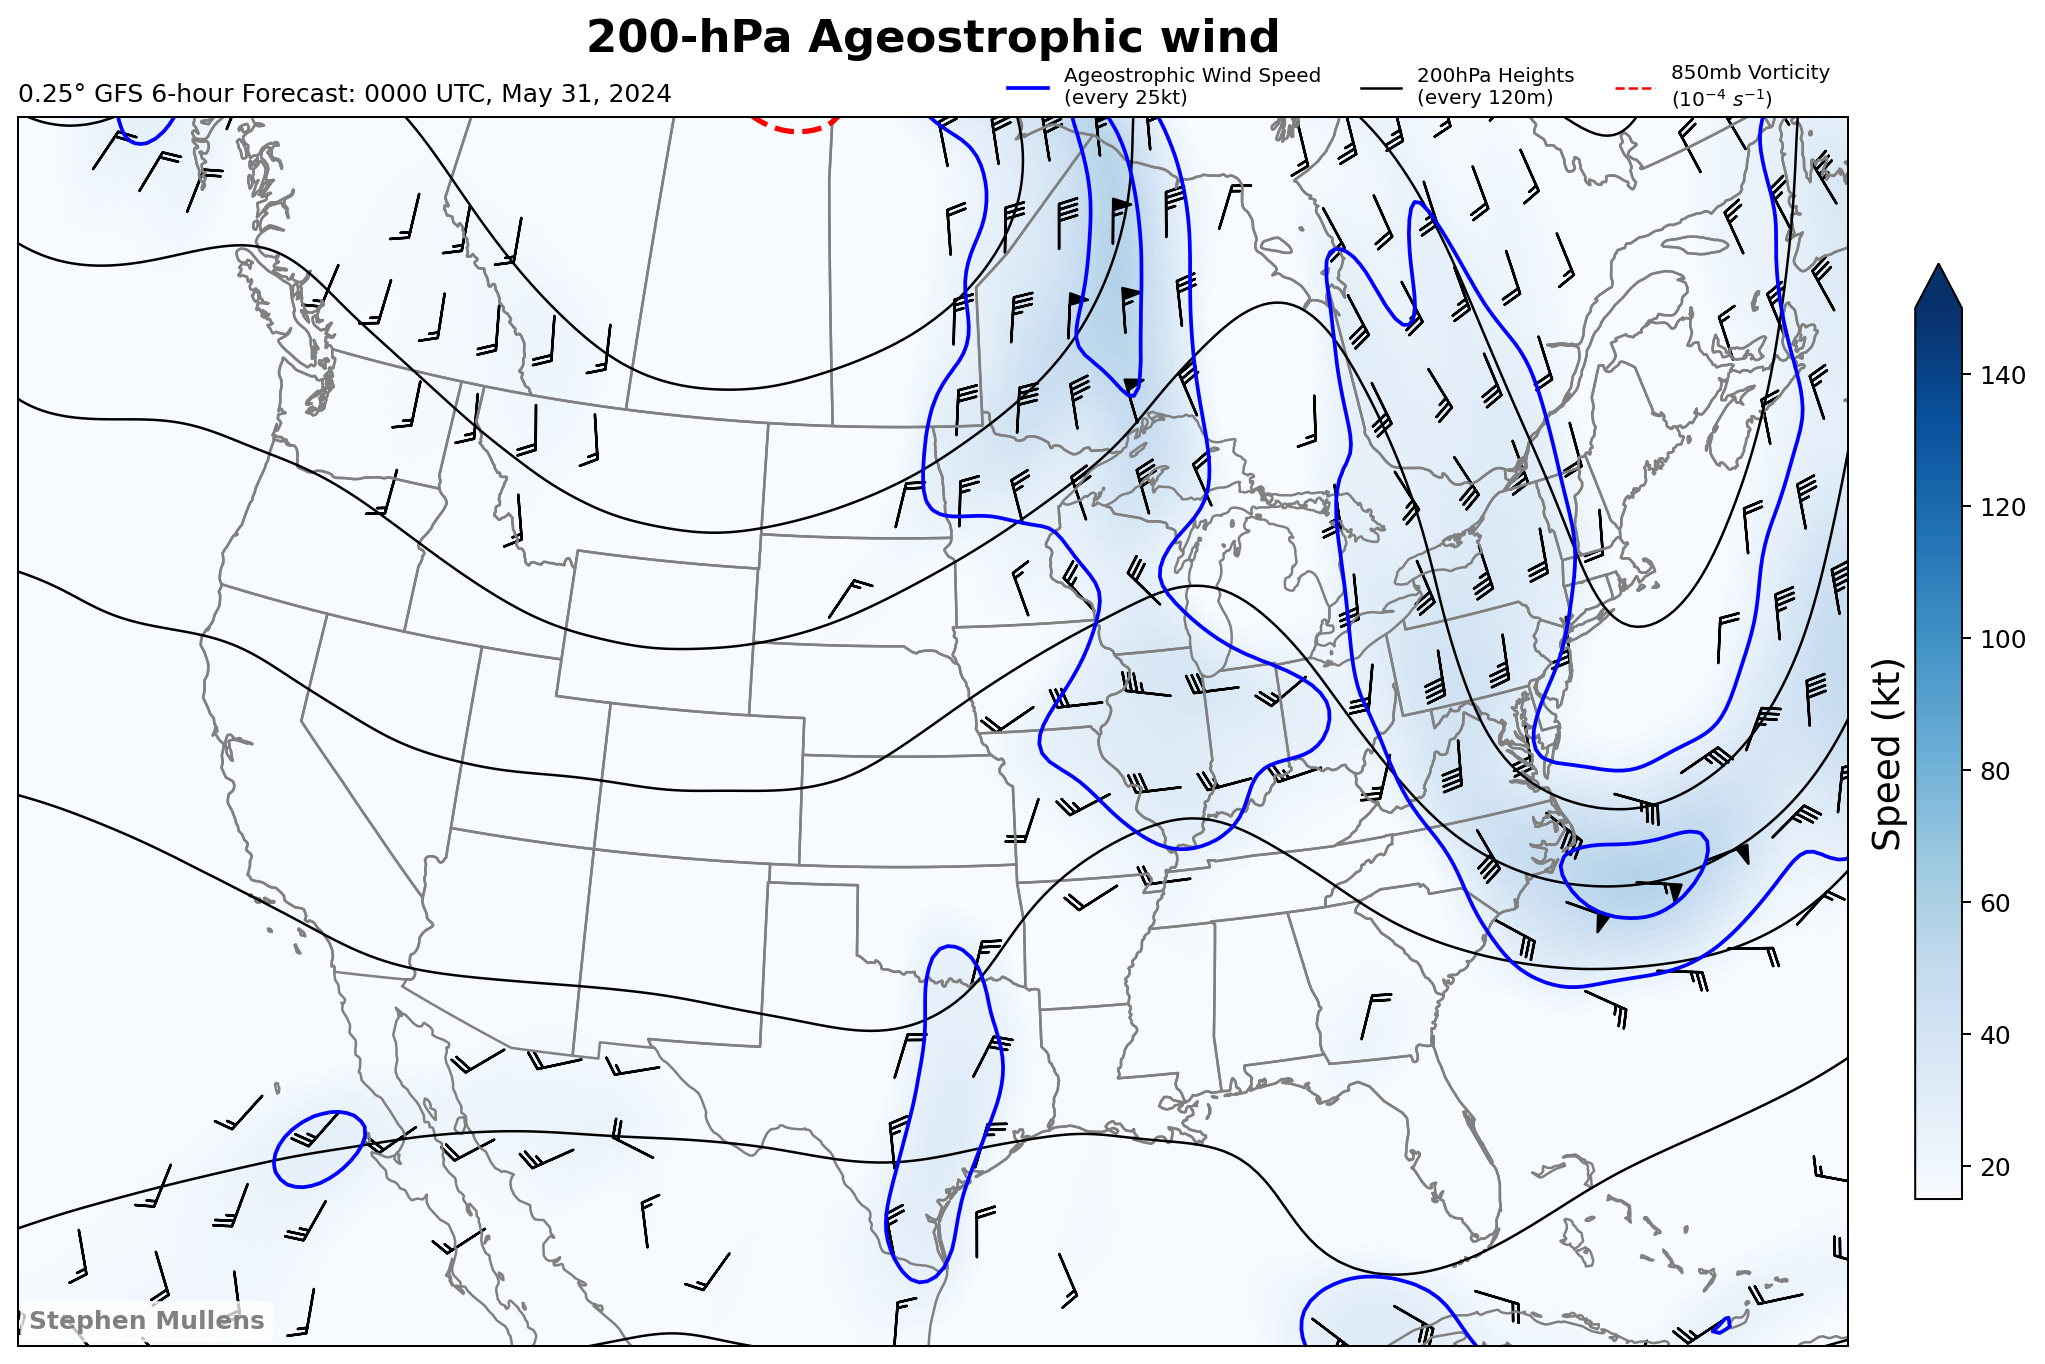 200-hPa Ageostrophic wind
0.25° GFS 6-hour Forecast: 0000 UTC, May 31, 2024
Ageostrophic Wind Speed
(every 25kt)
200hPa Heights
(every 120m)
850mb Vorticity
(10⁻⁴ s⁻¹)
140
120
100
80
60
40
20
Speed (kt)
Stephen Mullens